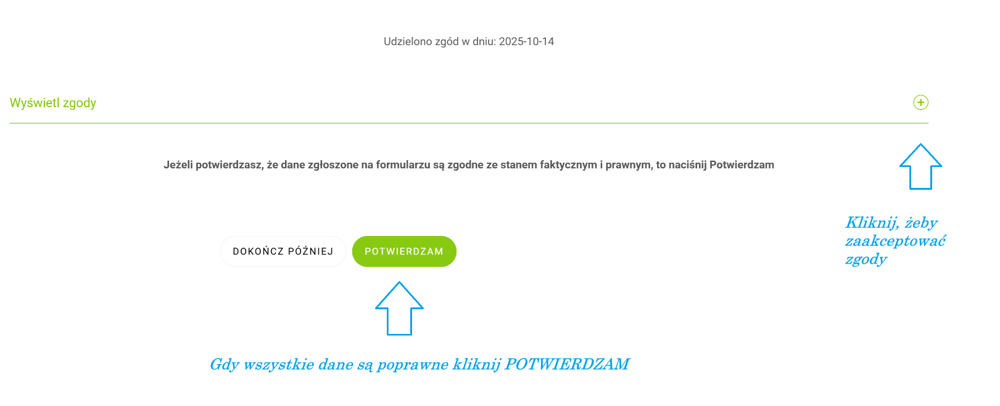 Udzielono zgód w dniu: 2025-10-14
Wyświetl zgody
Jeżeli potwierdzasz, że dane zgłoszone na formularzu są zgodne ze stanem faktycznym i prawnym, to naciśnij Potwierdzam
Kliknij, żeby
zaakceptować
zgody
DOKOŃCZ PÓŹNIEJ POTWIERDZAM
Gdy wszystkie dane są poprawne kliknij POTWIERDZAM